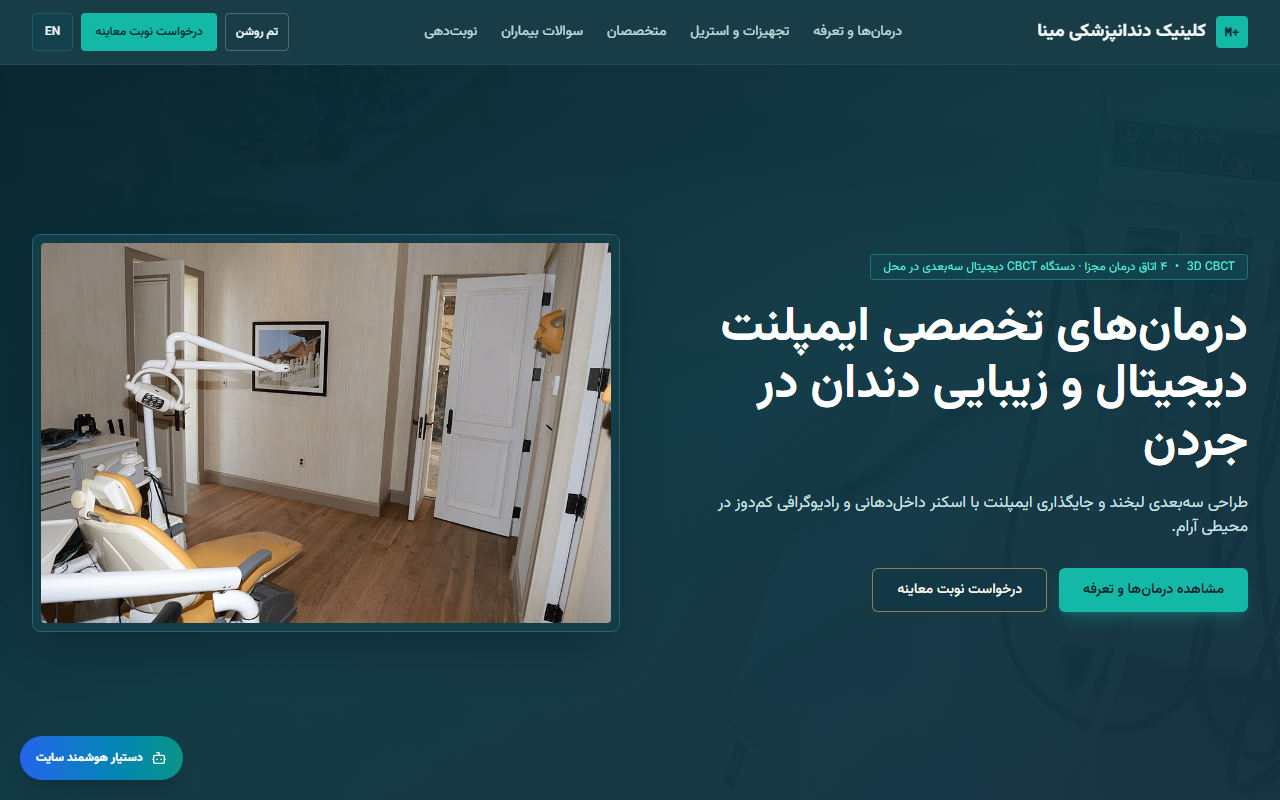 M+
کلینیک دندانپزشکی مینا
درمان‌ها و تعرفه
تجهیزات و استریل
متخصصان
سوالات بیماران
نوبت‌دهی
تم روشن
درخواست نوبت معاینه
EN
3D CBCT • ۴ اتاق درمان مجزا · دستگاه CBCT دیجیتال سه‌بعدی در محل
درمان‌های تخصصی ایمپلنت
دیجیتال و زیبایی دندان در
جردن
طراحی سه‌بعدی لبخند و جایگذاری ایمپلنت با اسکنر داخل‌دهانی و رادیوگرافی کم‌دوز در
محیطی آرام.
مشاهده درمان‌ها و تعرفه
درخواست نوبت معاینه
دستیار هوشمند سایت